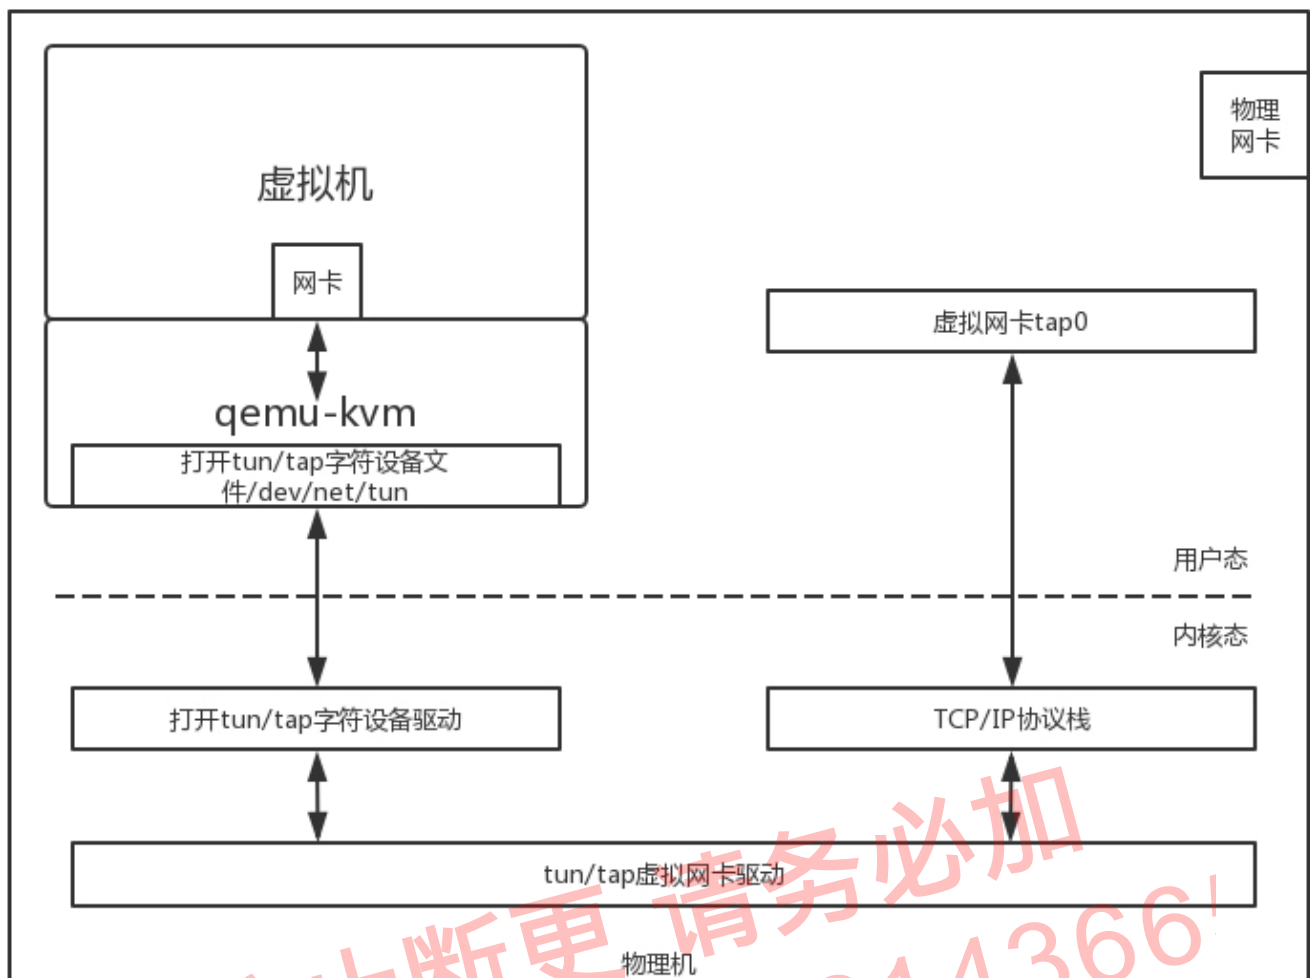 物理
网卡
虚拟机
网卡
虚拟网卡tap0
qemu-kvm
打开tun/tap字符设备文
件/dev/net/tun
用户态
内核态
打开tun/tap字符设备驱动
TCP/IP协议栈
tun/tap虚拟网卡驱动
断更 请务必加
14366
物理机